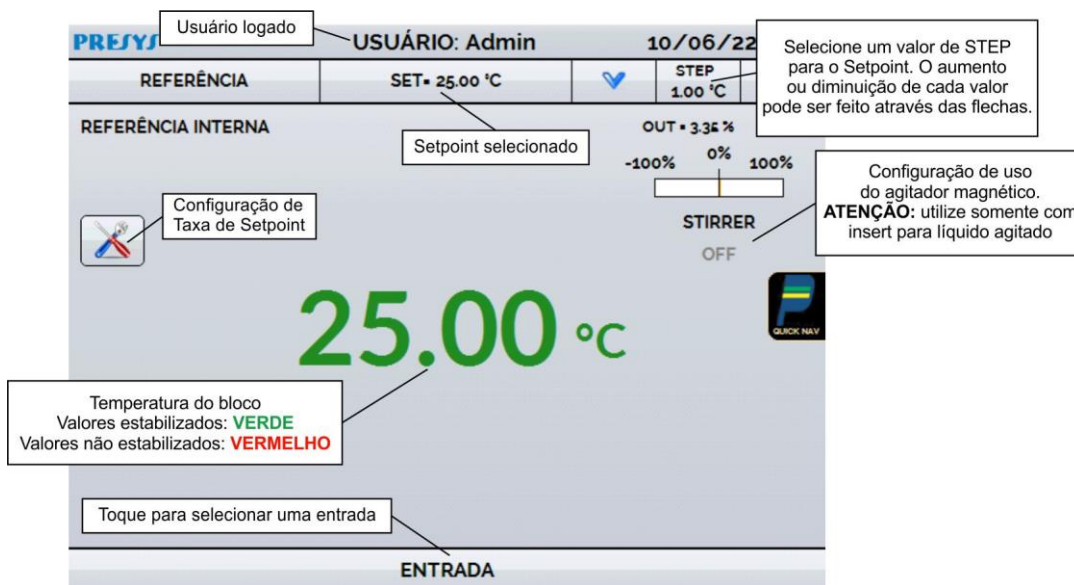 Usuário logado
PRESYS
USUÁRIO: Admin
10/06/22
Selecione um valor de STEP
para o Setpoint. O aumento
ou diminuição de cada valor
pode ser feito através das flechas.
REFERÊNCIA
SET= 25.00 °C
STEP
1.00 °C
REFERÊNCIA INTERNA
Setpoint selecionado
OUT = 3.35 %
-100%
0%
100%
Configuração de
Taxa de Setpoint
Configuração de uso
do agitador magnético.
ATENÇÃO: utilize somente com
insert para líquido agitado
STIRRER
OFF
QUICK NAV
25.00 °C
Temperatura do bloco
Valores estabilizados: VERDE
Valores não estabilizados: VERMELHO
Toque para selecionar uma entrada
ENTRADA